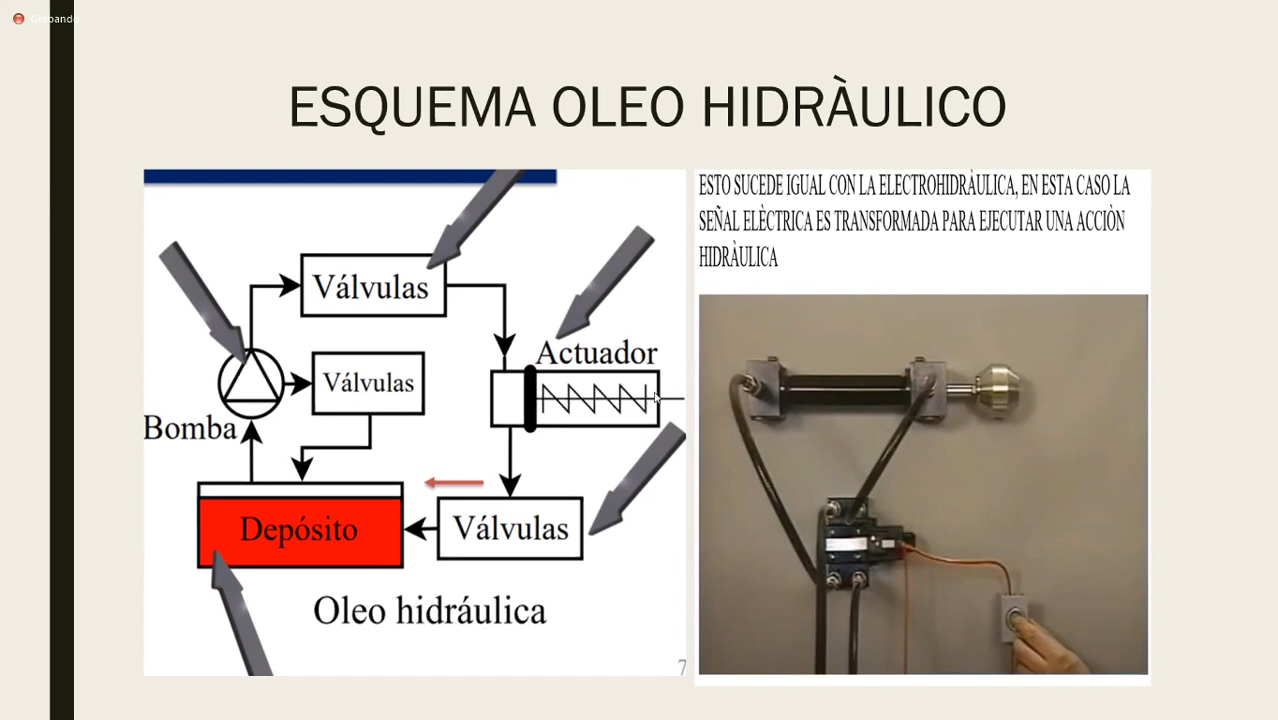 Grabando
ESQUEMA OLEO HIDRÀULICO
Válvulas
Actuador
Válvulas
Bomba
Depósito
Válvulas
Oleo hidráulica
7
ESTO SUCEDE IGUAL CON LA ELECTROHIDRÀULICA, EN ESTA CASO LA
SEÑAL ELÈCTRICA ES TRANSFORMADA PARA EJECUTAR UNA ACCIÒN
HIDRÀULICA